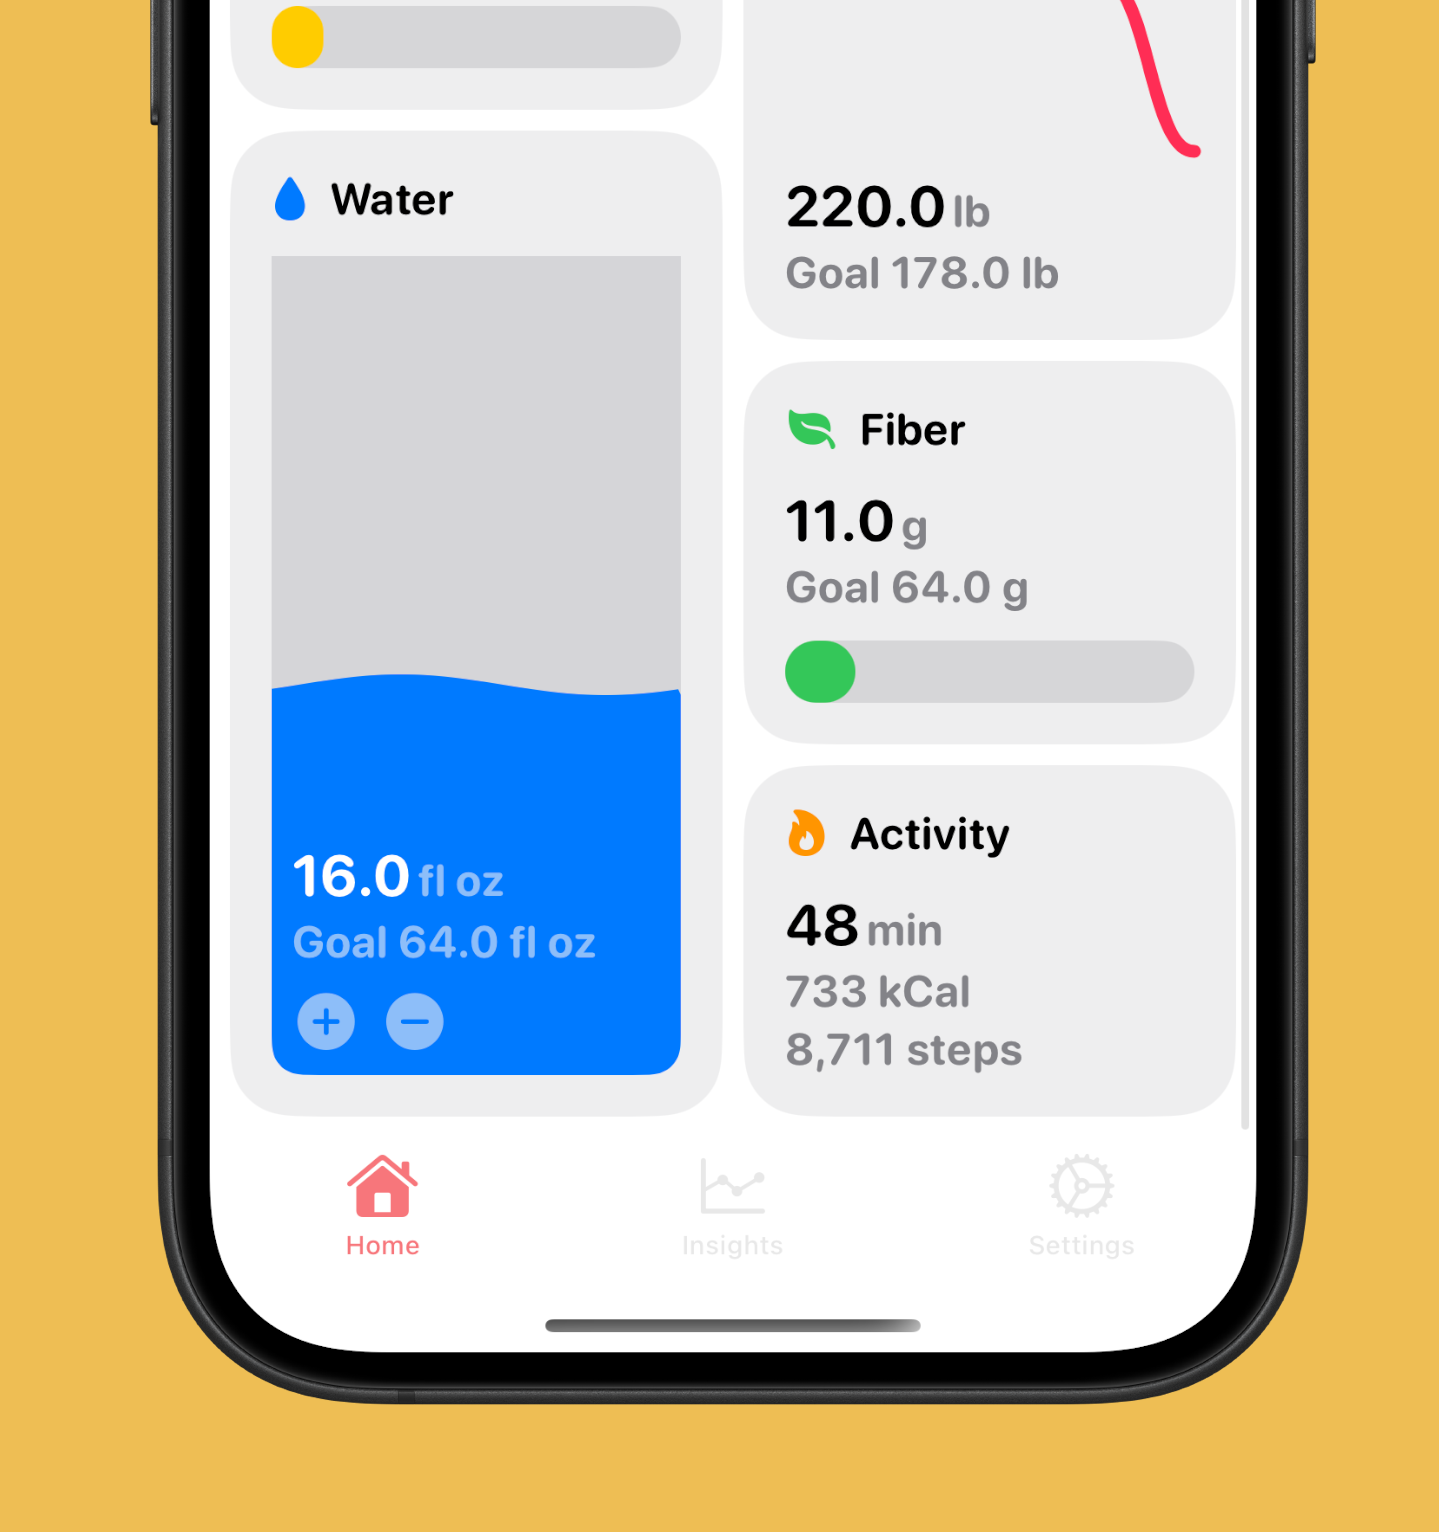 Water
16.0 fl oz
Goal 64.0 fl oz
220.0 lb
Goal 178.0 lb
Fiber
11.0 g
Goal 64.0 g
Activity
48 min
733 kCal
8,711 steps
Home
Insights
Settings